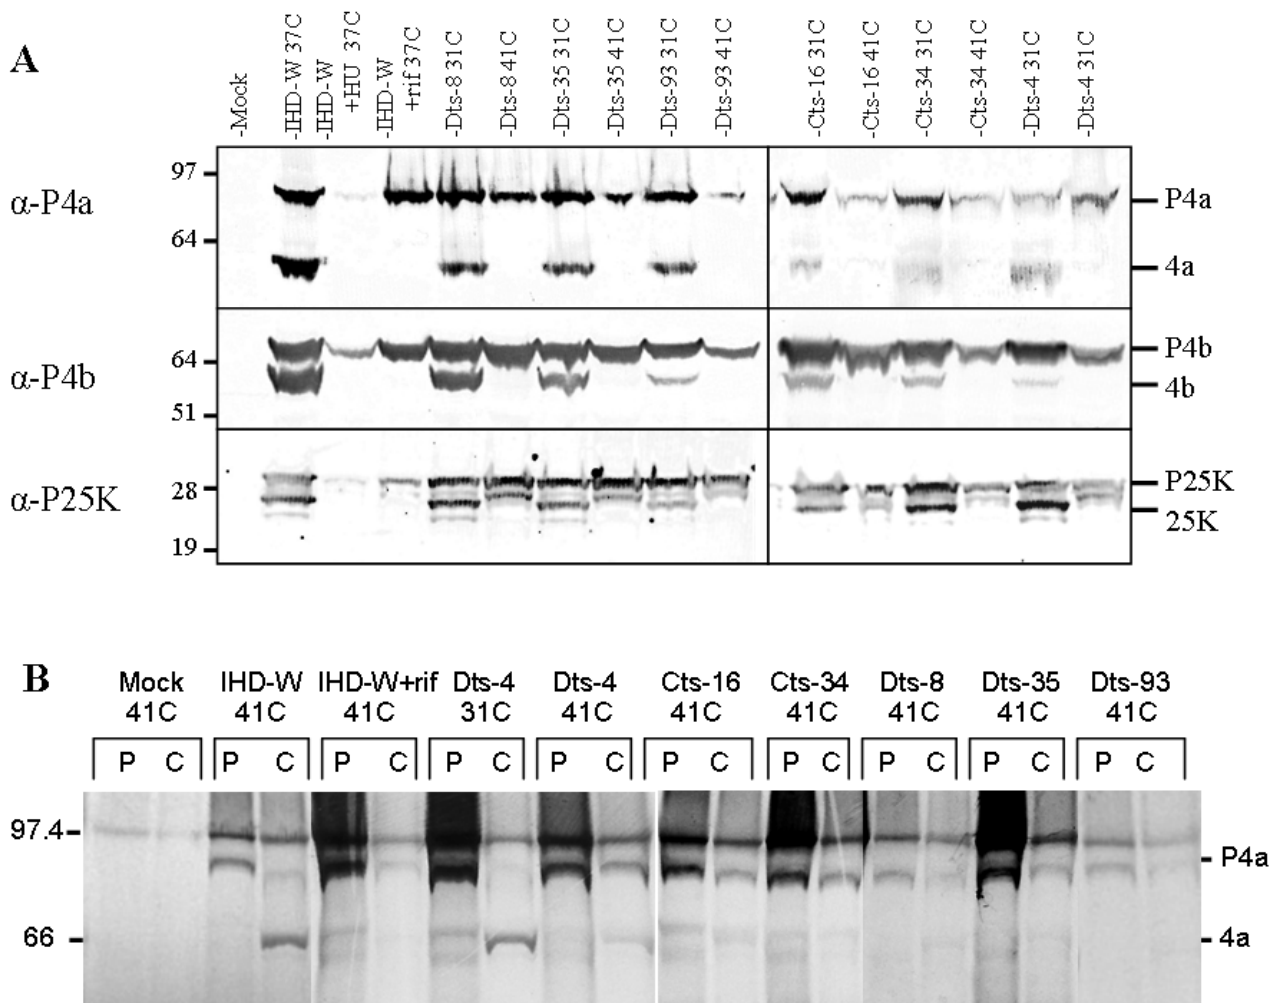 A
-Mock
-IHD-W 37C
-IHD-W
+HU 37C
-IHD-W
+rif 37C
-Dts-8 31C
-Dts-8 41C
-Dts-35 31C
-Dts-35 41C
-Dts-93 31C
-Dts-93 41C
-Cts-16 31C
-Cts-16 41C
-Cts-34 31C
-Cts-34 41C
-Dts-4 31C
-Dts-4 31C
α-P4a
97
64
P4a
4a
α-P4b
64
51
P4b
4b
α-P25K
28
19
P25K
25K
B
Mock IHD-W IHD-W+rif Dts-4 Dts-4 Cts-16 Cts-34 Dts-8 Dts-35 Dts-93
41C 41C 41C 31C 41C 41C 41C 41C 41C 41C
P C P C P C P C P C P C P C P C P C P C
97.4
66
P4a
4a